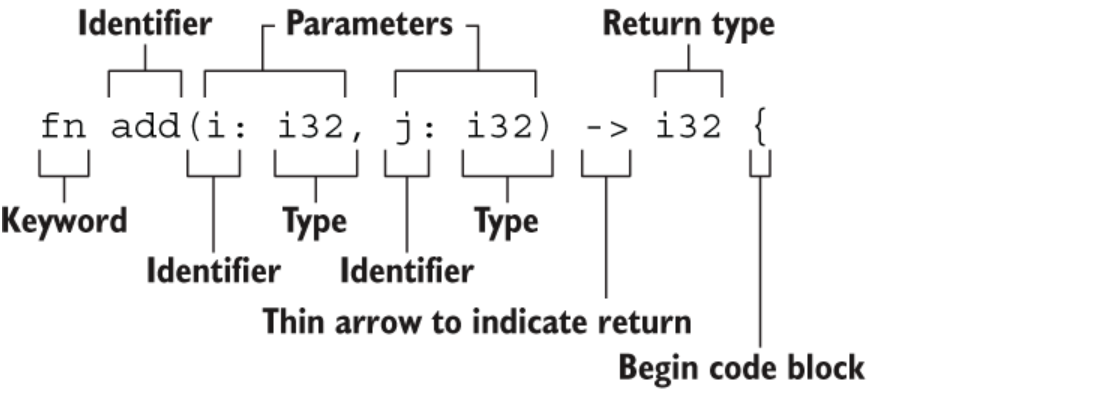 Identifier Parameters Return type
fn add(i: i32, j: i32) -> i32 {
Keyword Type Type
Identifier Identifier
Thin arrow to indicate return
Begin code block